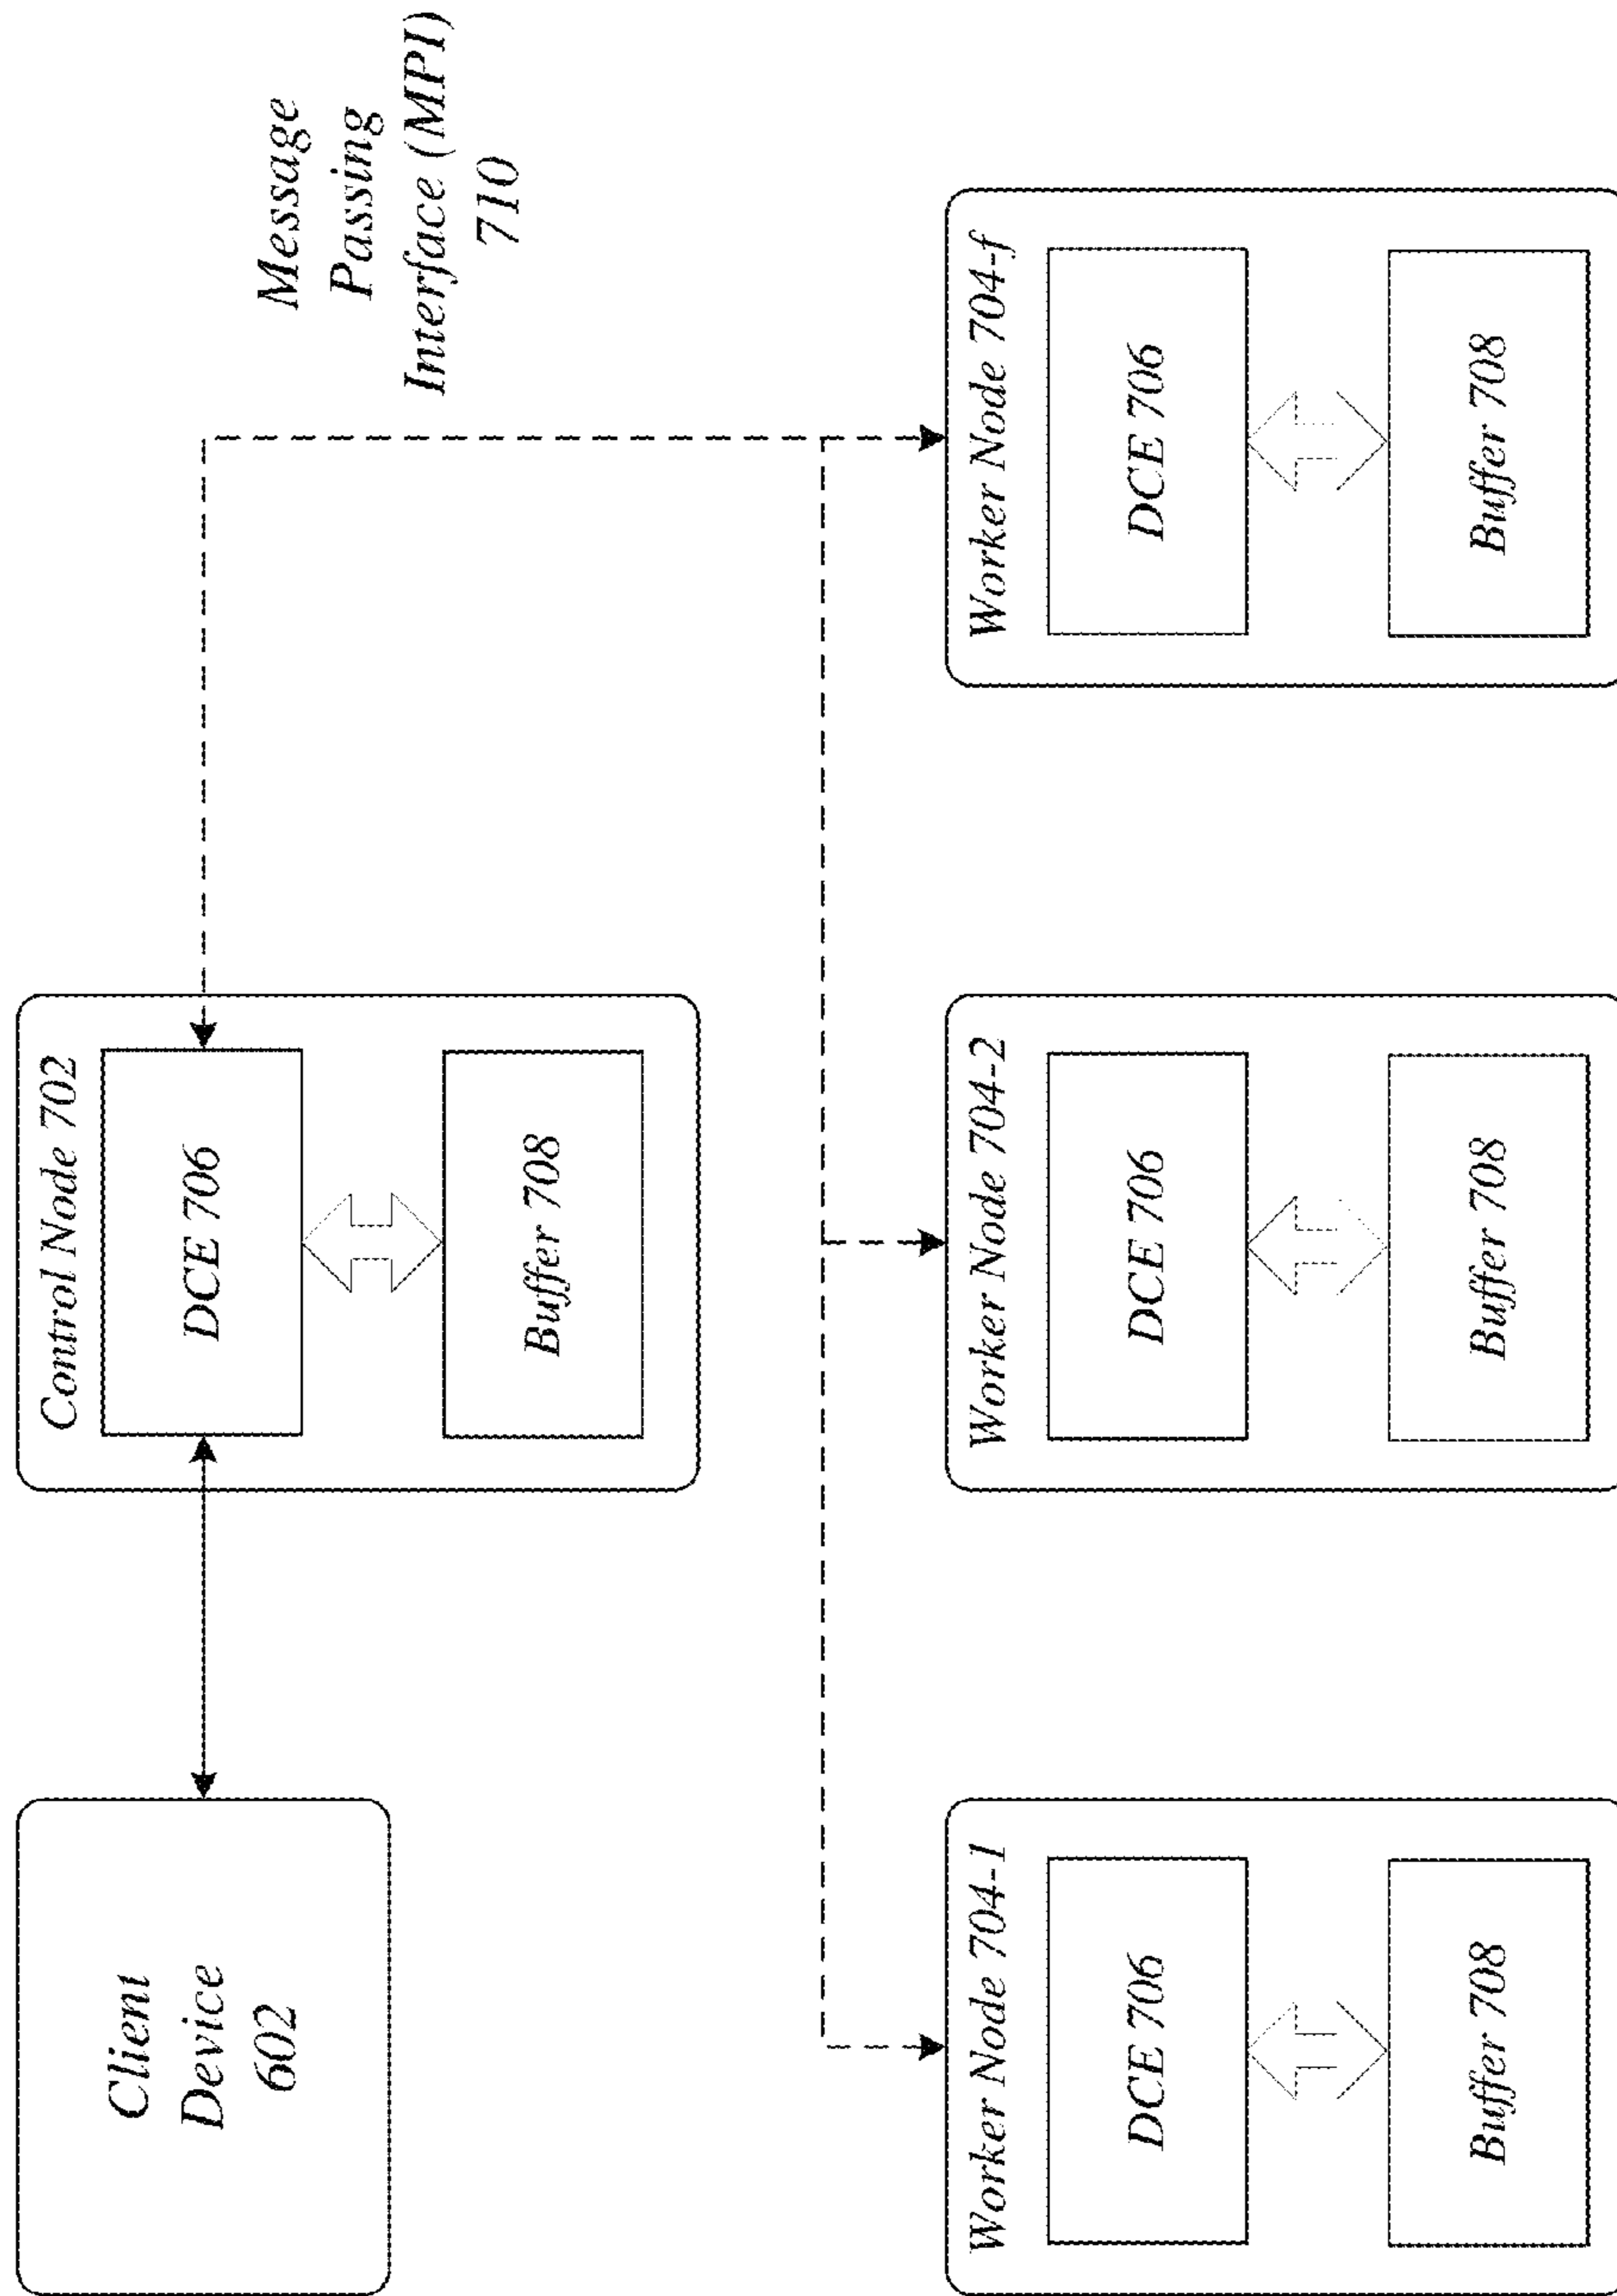 Client
Device
602
Control Node 702
DCE 706
Buffer 708
Message
Passing
Interface (MPI)
710
Worker Node 704-1
DCE 706
Buffer 708
Worker Node 704-2
DCE 706
Buffer 708
Worker Node 704-f
DCE 706
Buffer 708